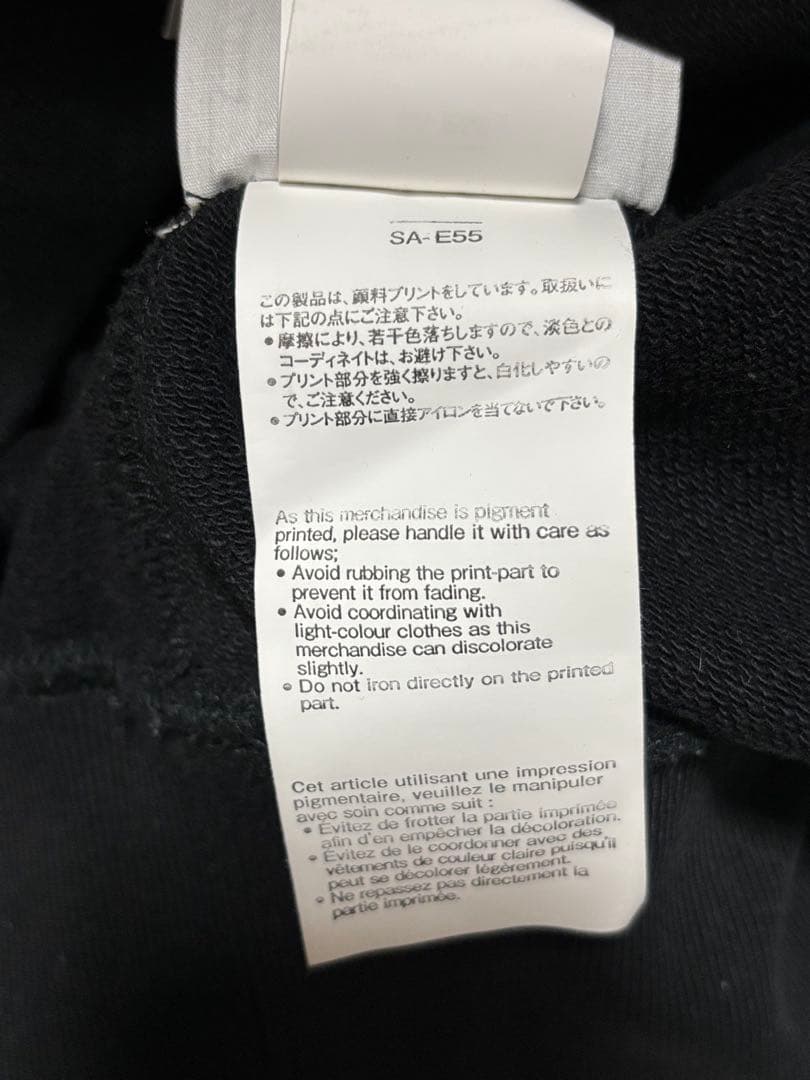 SA-E55
この製品は、顔料プリントをしています。取扱いに
は下記の点にご注意下さい。
●摩擦により、若干色落ちしますので、淡色との
コーディネイトは、お避け下さい。
●プリント部分を強く擦りますと、白化しやすいの
で、ご注意ください。
●プリント部分に直接アイロンを当てないで下さい。
As this merchandise is pigment
printed, please handle it with care as
follows;
● Avoid rubbing the print-part to
prevent it from fading.
● Avoid coordinating with
light-colour clothes as this
merchandise can discolorate
slightly.
● Do not iron directly on the printed
part.
Cet article utilisant une impression
pigmentaire, veuillez le manipuler
avec soin comme suit :
● Évitez de frotter la partie imprimée
afin d'en empêcher la décoloration.
● Évitez de le coordonner avec des
vêtements de couleur claire puisqu'il
peut se décolorer légèrement.
● Ne repassez pas directement la
partie imprimée.